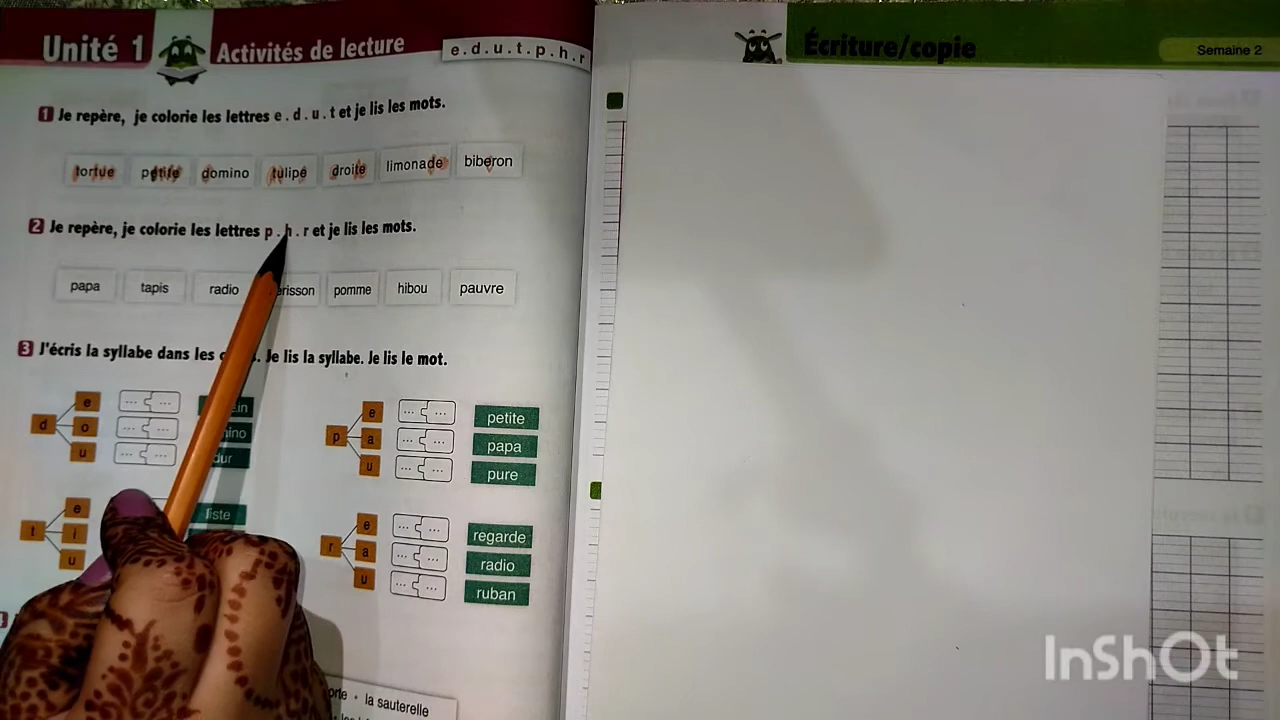 Unité 1 Activités de lecture e.d.u.t.p.h.r
1 Je repère, je colorie les lettres e . d . u . t et je lis les mots.
tortue petite domino tulipe droite limonade biberon
2 Je repère, je colorie les lettres p . h . r et je lis les mots.
papa tapis radio pomme hibou pauvre
3 J'écris la syllabe dans les Je lis la syllabe. Je lis le mot.
d e o u
dur
p e a u
petite
papa
pure
t e i u
liste
r e a u
regarde
radio
ruban
• la sauterelle
Écriture/copie Semaine 2
InShOt